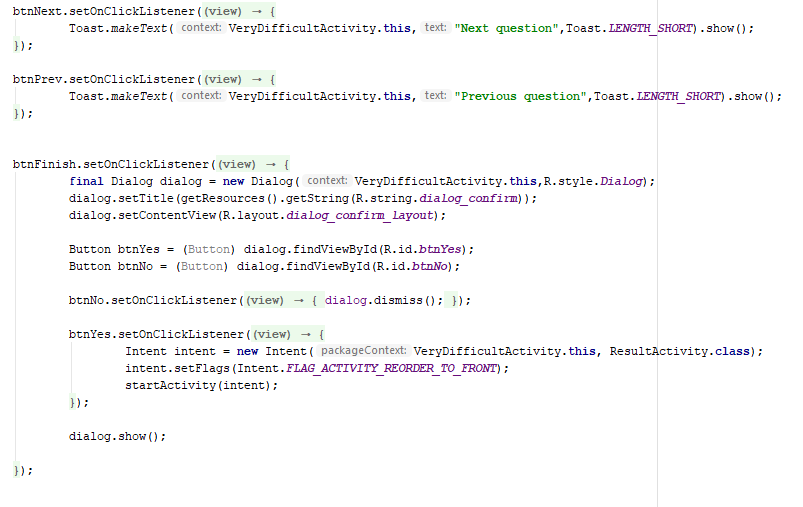 btnNext.setOnClickListener((view) → {
Toast.makeText( context: VeryDifficultActivity.this, text: "Next question",Toast.LENGTH_SHORT).show();
});
btnPrev.setOnClickListener((view) → {
Toast.makeText( context: VeryDifficultActivity.this, text: "Previous question",Toast.LENGTH_SHORT).show();
});
btnFinish.setOnClickListener((view) → {
final Dialog dialog = new Dialog( context: VeryDifficultActivity.this,R.style.Dialog);
dialog.setTitle(getResources().getString(R.string.dialog_confirm));
dialog.setContentView(R.layout.dialog_confirm_layout);
Button btnYes = (Button) dialog.findViewById(R.id.btnYes);
Button btnNo = (Button) dialog.findViewById(R.id.btnNo);
btnNo.setOnClickListener((view) → { dialog.dismiss(); });
btnYes.setOnClickListener((view) → {
Intent intent = new Intent( packageContext: VeryDifficultActivity.this, ResultActivity.class);
intent.setFlags(Intent.FLAG_ACTIVITY_REORDER_TO_FRONT);
startActivity(intent);
});
dialog.show();
});